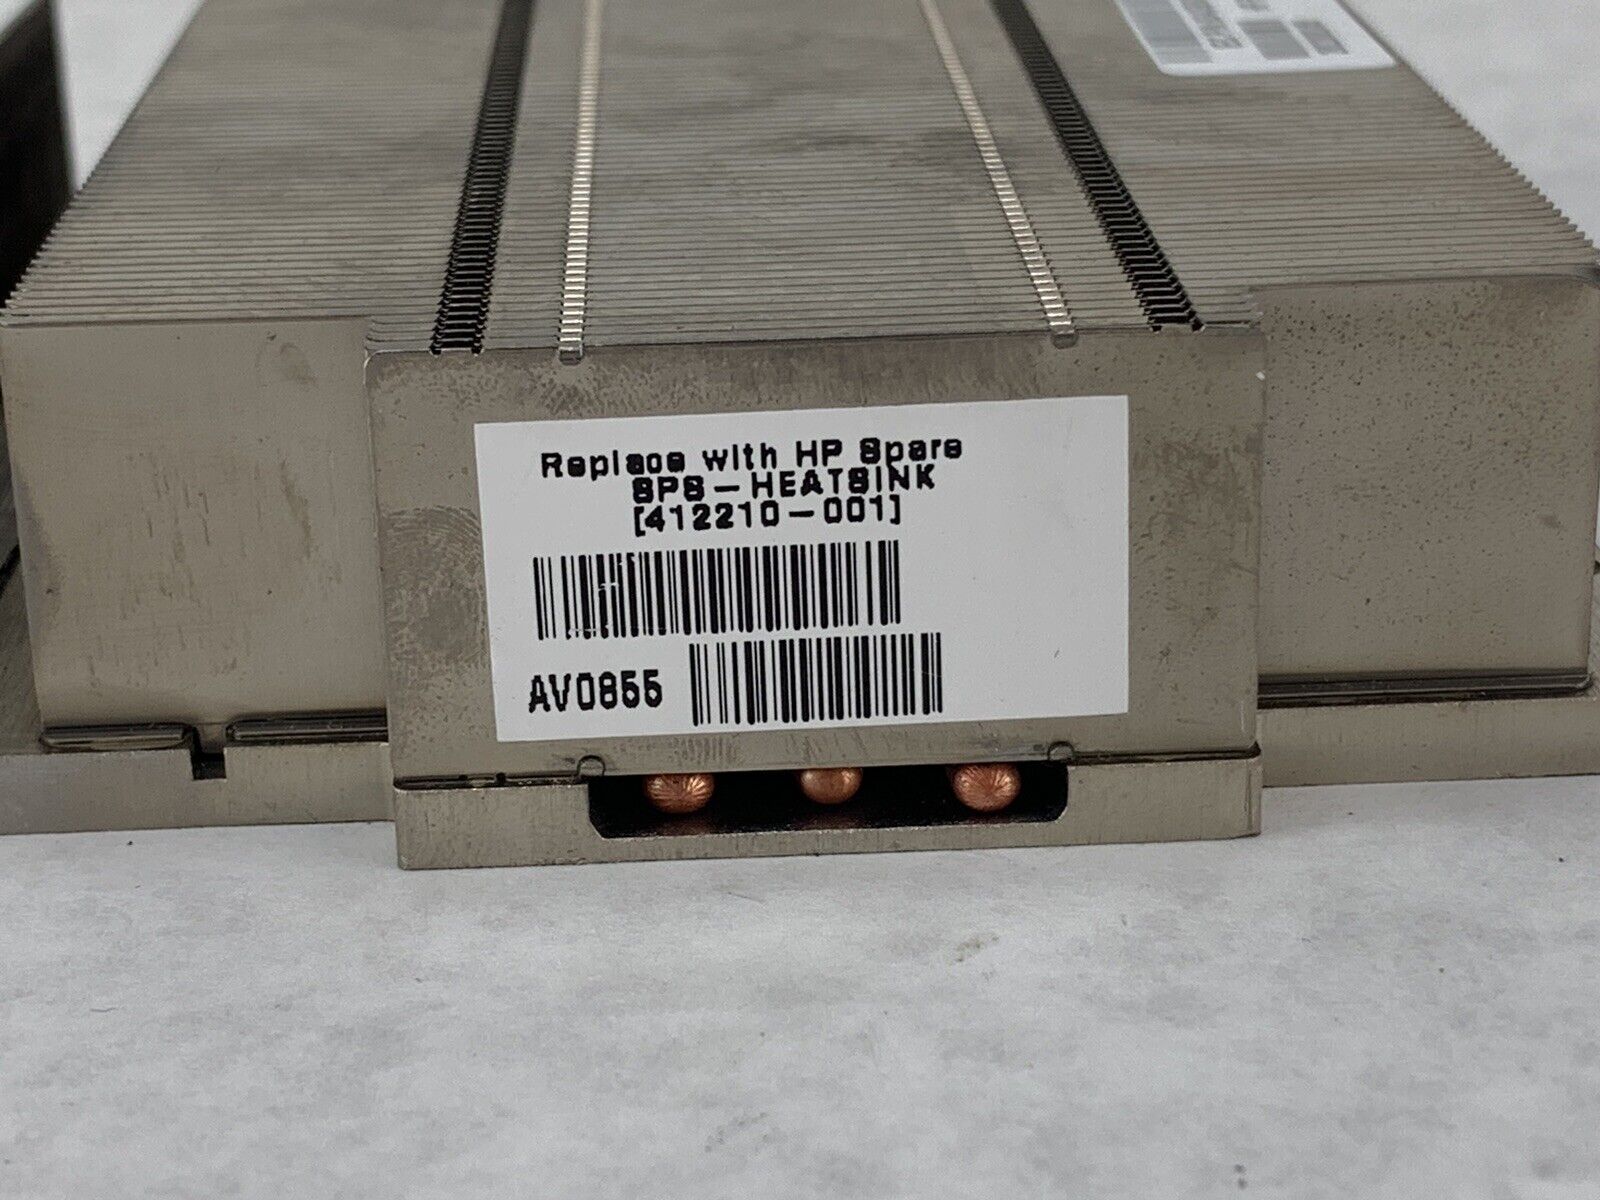 Replace with HP Spare
SPS-HEATSINK
[412210-001]
AV0855